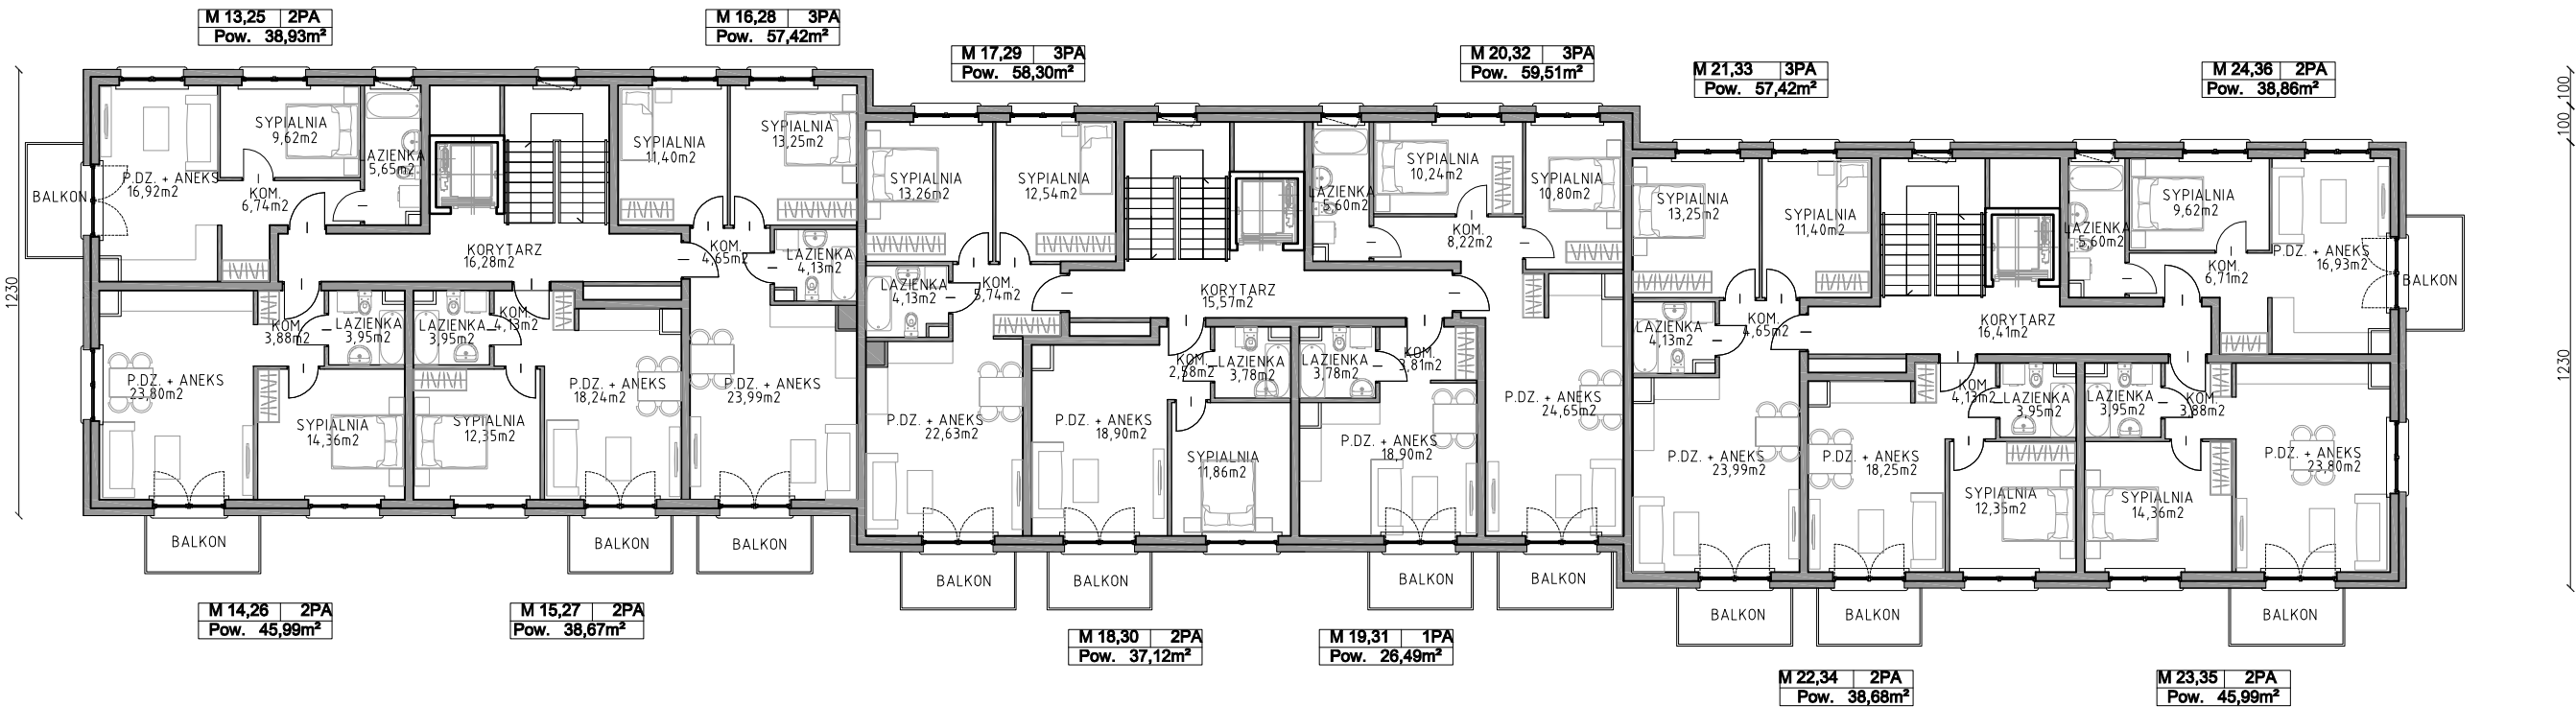 M 13,25 2PA
Pow. 38,93m²
M 16,28 3PA
Pow. 57,42m²
M 17,29 3PA
Pow. 58,30m²
M 20,32 3PA
Pow. 59,51m²
M 21,33 3PA
Pow. 57,42m²
M 24,36 2PA
Pow. 38,86m²
1230
BALKON
P.DZ. + ANEKS
16,92m2
SYPIALNIA
9,62m2
ŁAZIENKA
5,65m2
KOM.
6,74m2
KORYTARZ
16,28m2
SYPIALNIA
11,40m2
SYPIALNIA
13,25m2
KOM.
4,65m2
ŁAZIENKA
4,13m2
P.DZ. + ANEKS
23,80m2
KOM.
3,88m2
ŁAZIENKA
3,95m2
SYPIALNIA
14,36m2
ŁAZIENKA
3,95m2
KOM.
4,13m2
SYPIALNIA
12,35m2
P.DZ. + ANEKS
18,24m2
P.DZ. + ANEKS
23,99m2
BALKON
BALKON
BALKON
SYPIALNIA
13,26m2
SYPIALNIA
12,54m2
ŁAZIENKA
4,13m2
KOM.
5,74m2
KORYTARZ
15,57m2
ŁAZIENKA
5,60m2
SYPIALNIA
10,24m2
SYPIALNIA
10,80m2
KOM.
8,22m2
P.DZ. + ANEKS
22,63m2
P.DZ. + ANEKS
18,90m2
KOM.
2,58m2
ŁAZIENKA
3,78m2
SYPIALNIA
11,86m2
ŁAZIENKA
3,78m2
KOM.
3,81m2
P.DZ. + ANEKS
18,90m2
P.DZ. + ANEKS
24,65m2
BALKON
BALKON
BALKON
BALKON
SYPIALNIA
13,25m2
SYPIALNIA
11,40m2
ŁAZIENKA
4,13m2
KOM.
4,65m2
KORYTARZ
16,41m2
ŁAZIENKA
5,60m2
SYPIALNIA
9,62m2
KOM.
6,71m2
P.DZ. + ANEKS
16,93m2
BALKON
P.DZ. + ANEKS
23,99m2
P.DZ. + ANEKS
18,25m2
KOM.
4,13m2
ŁAZIENKA
3,95m2
SYPIALNIA
12,35m2
ŁAZIENKA
3,95m2
KOM.
3,88m2
SYPIALNIA
14,36m2
P.DZ. + ANEKS
23,80m2
BALKON
BALKON
BALKON
100
100
1230
M 14,26 2PA
Pow. 45,99m²
M 15,27 2PA
Pow. 38,67m²
M 18,30 2PA
Pow. 37,12m²
M 19,31 1PA
Pow. 26,49m²
M 22,34 2PA
Pow. 38,68m²
M 23,35 2PA
Pow. 45,99m²